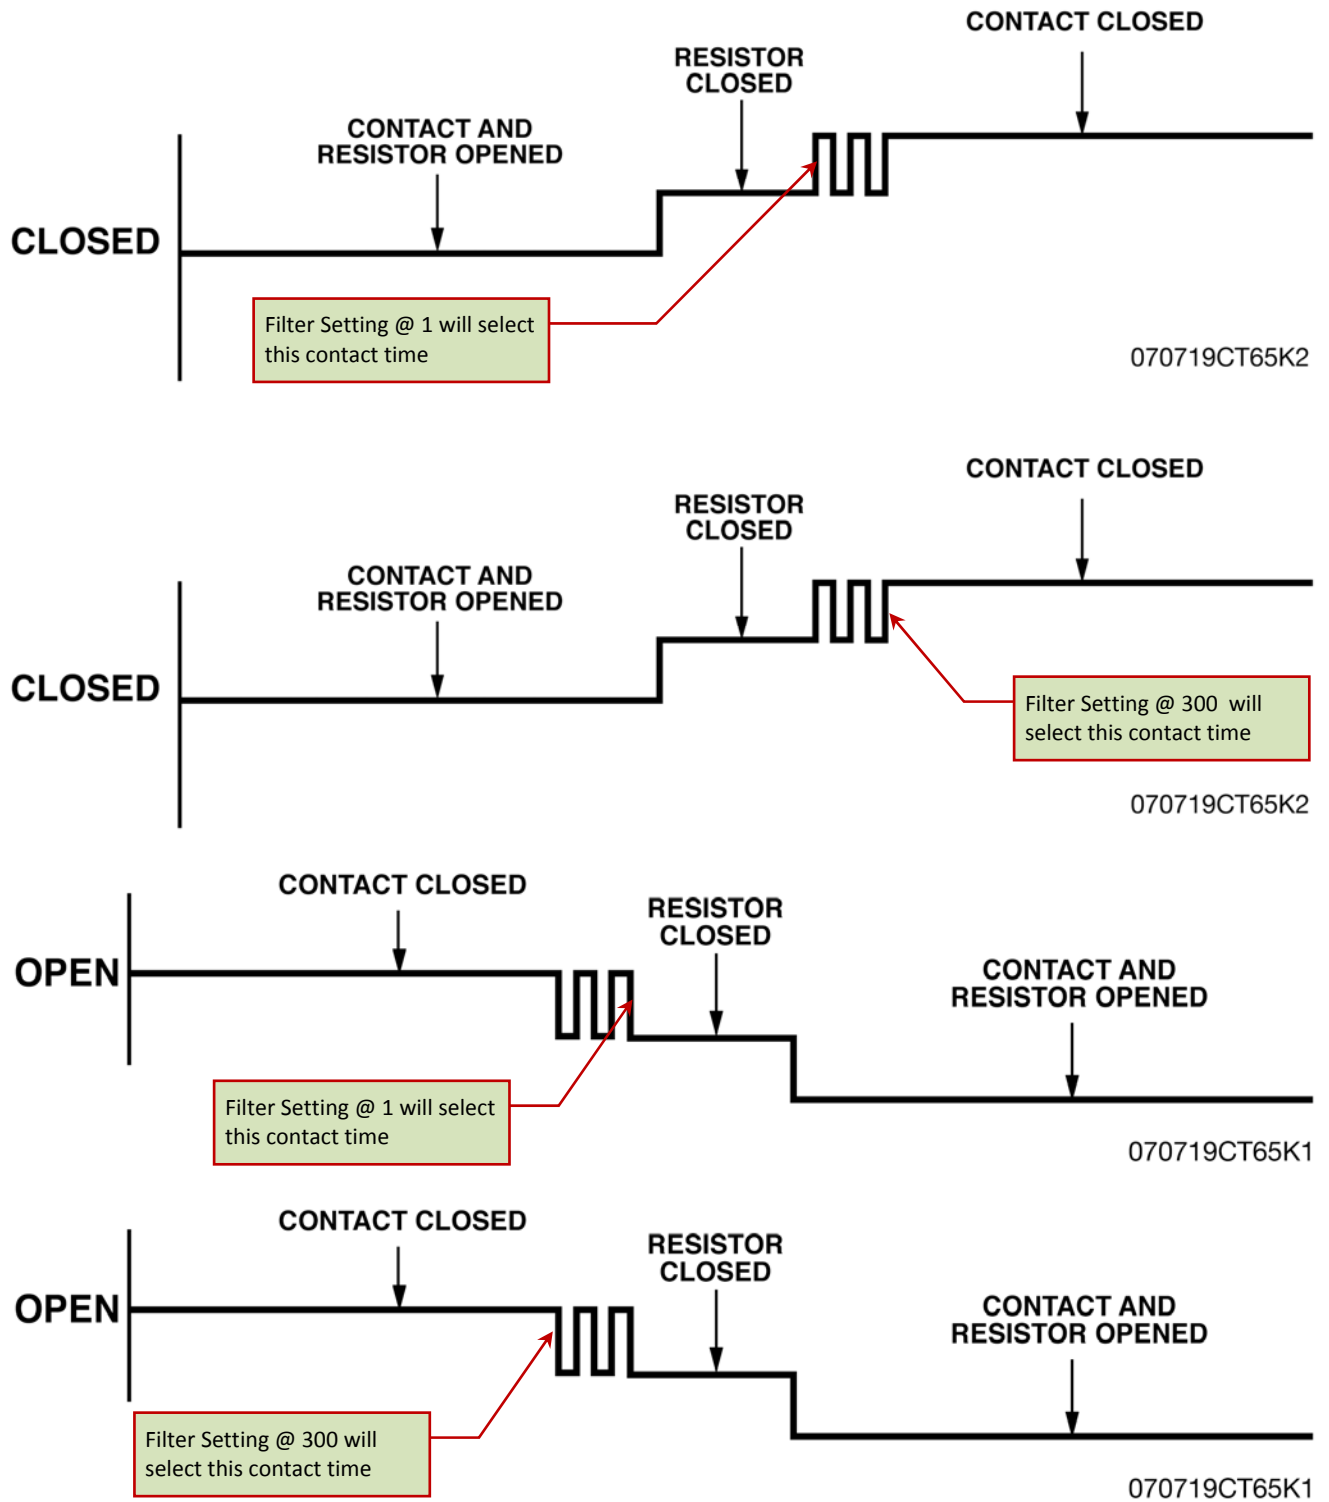 CONTACT CLOSED
RESISTOR
CLOSED
CONTACT AND
RESISTOR OPENED
CLOSED
Filter Setting @ 1 will select
this contact time
070719CT65K2
CONTACT CLOSED
RESISTOR
CLOSED
CONTACT AND
RESISTOR OPENED
CLOSED
Filter Setting @ 300 will
select this contact time
070719CT65K2
CONTACT CLOSED
RESISTOR
CLOSED
OPEN
CONTACT AND
RESISTOR OPENED
Filter Setting @ 1 will select
this contact time
070719CT65K1
CONTACT CLOSED
RESISTOR
CLOSED
OPEN
CONTACT AND
RESISTOR OPENED
Filter Setting @ 300 will
select this contact time
070719CT65K1